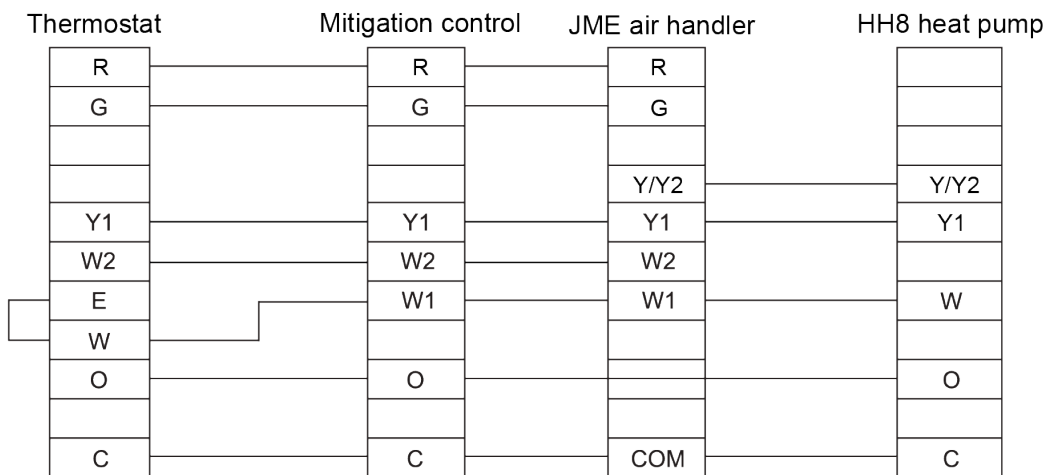 Thermostat Mitigation control JME air handler HH8 heat pump
R R R
G G G
Y/Y2 Y/Y2
Y1 Y1 Y1 Y1
W2 W2 W2
E W1 W1 W
W
O O O
C C COM C